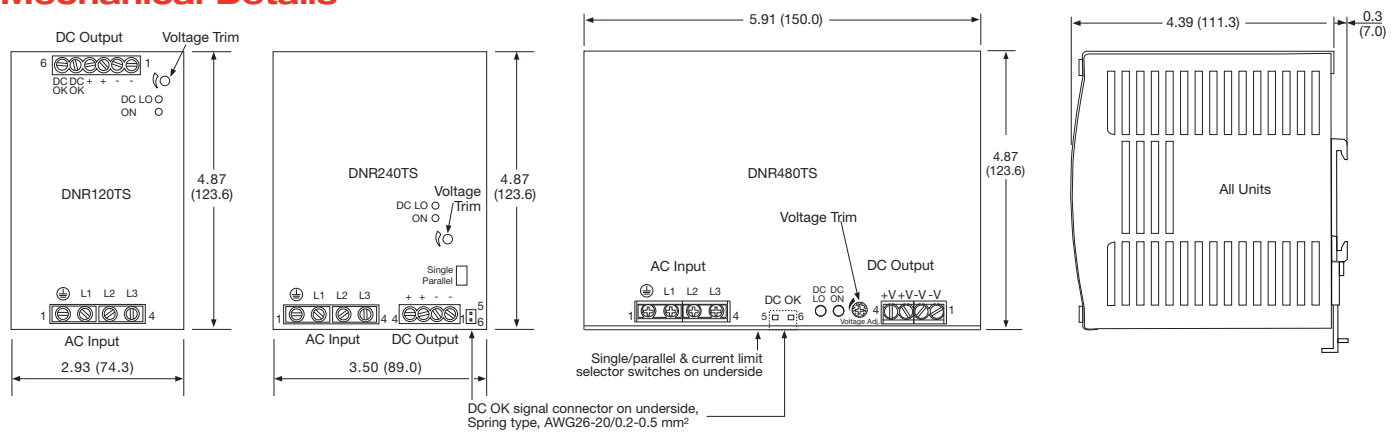 Mechanical Details
DC Output
Voltage Trim
6
1
DC DC + + - -
OK OK
DC LO
ON
DNR120TS
4.87
(123.6)
L1 L2 L3
1
4
AC Input
2.93 (74.3)
DNR240TS
DC LO
ON
Voltage
Trim
4.87
(123.6)
Single
Parallel
L1 L2 L3
+ + - -
1
4
4
1
5
6
AC Input
DC Output
3.50 (89.0)
5.91 (150.0)
DNR480TS
4.87
(123.6)
Voltage Trim
AC Input
DC Output
L1 L2 L3
1
4
DC OK
5
6
DC
LO
DC
ON
Voltage Adj.
+V +V -V -V
4
1
Single/parallel & current limit
selector switches on underside
DC OK signal connector on underside,
Spring type, AWG26-20/0.2-0.5 mm²
4.39 (111.3)
0.3
(7.0)
All Units